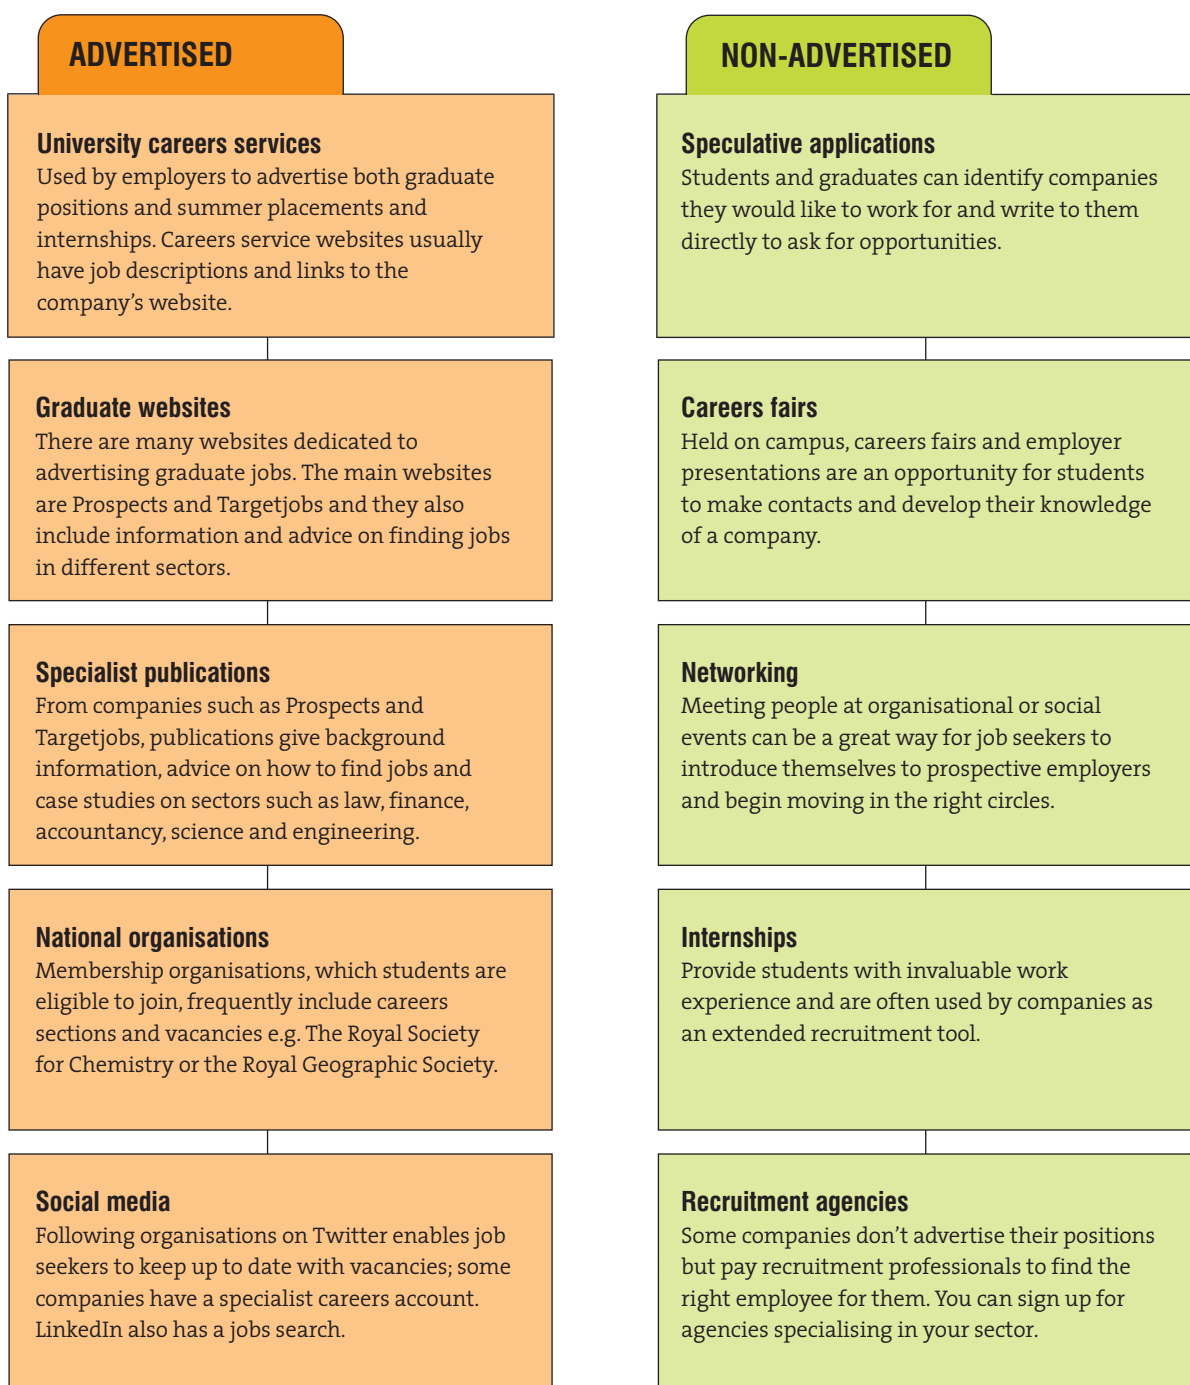 ADVERTISED
University careers services
Used by employers to advertise both graduate
positions and summer placements and
internships. Careers service websites usually
have job descriptions and links to the
company’s website.
Graduate websites
There are many websites dedicated to
advertising graduate jobs. The main websites
are Prospects and Targetjobs and they also
include information and advice on finding jobs
in different sectors.
Specialist publications
From companies such as Prospects and
Targetjobs, publications give background
information, advice on how to find jobs and
case studies on sectors such as law, finance,
accountancy, science and engineering.
National organisations
Membership organisations, which students are
eligible to join, frequently include careers
sections and vacancies e.g. The Royal Society
for Chemistry or the Royal Geographic Society.
Social media
Following organisations on Twitter enables job
seekers to keep up to date with vacancies; some
companies have a specialist careers account.
LinkedIn also has a jobs search.
NON-ADVERTISED
Speculative applications
Students and graduates can identify companies
they would like to work for and write to them
directly to ask for opportunities.
Careers fairs
Held on campus, careers fairs and employer
presentations are an opportunity for students
to make contacts and develop their knowledge
of a company.
Networking
Meeting people at organisational or social
events can be a great way for job seekers to
introduce themselves to prospective employers
and begin moving in the right circles.
Internships
Provide students with invaluable work
experience and are often used by companies as
an extended recruitment tool.
Recruitment agencies
Some companies don’t advertise their positions
but pay recruitment professionals to find the
right employee for them. You can sign up for
agencies specialising in your sector.